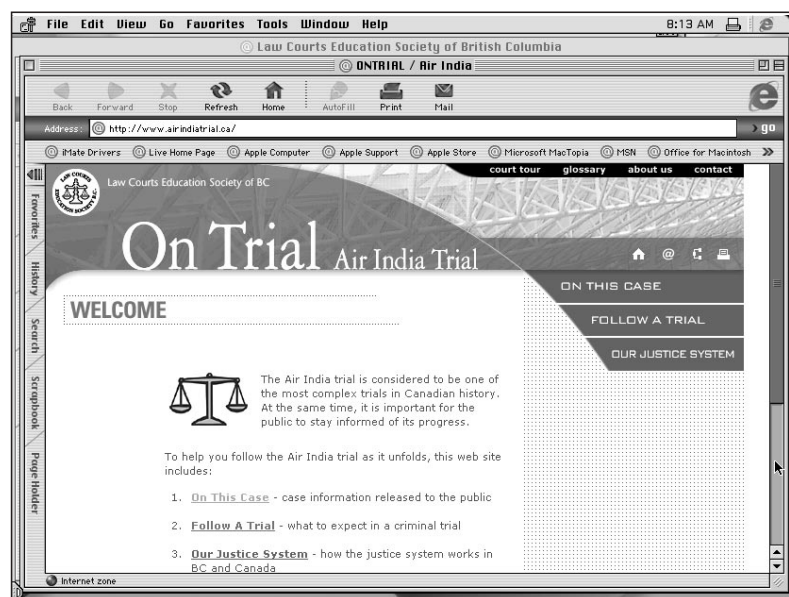 File Edit View Go Favorites Tools Window Help 8:13 AM
Law Courts Education Society of British Columbia
ONTRIAL / Air India
Back Forward Stop Refresh Home AutoFill Print Mail
Address: http://www.airindiatrial.ca/ go
iMate Drivers Live Home Page Apple Computer Apple Support Apple Store Microsoft MacTopia MSN Office for Macintosh
court tour glossary about us contact
LAW COURTS EDUCATION SOCIETY B.C.
Law Courts Education Society of BC
On Trial Air India Trial
Favorites
History
Search
Scrapbook
Page Holder
ON THIS CASE
FOLLOW A TRIAL
OUR JUSTICE SYSTEM
WELCOME
The Air India trial is considered to be one of
the most complex trials in Canadian history.
At the same time, it is important for the
public to stay informed of its progress.
To help you follow the Air India trial as it unfolds, this web site
includes:
1. On This Case - case information released to the public
2. Follow A Trial - what to expect in a criminal trial
3. Our Justice System - how the justice system works in
BC and Canada
Internet zone